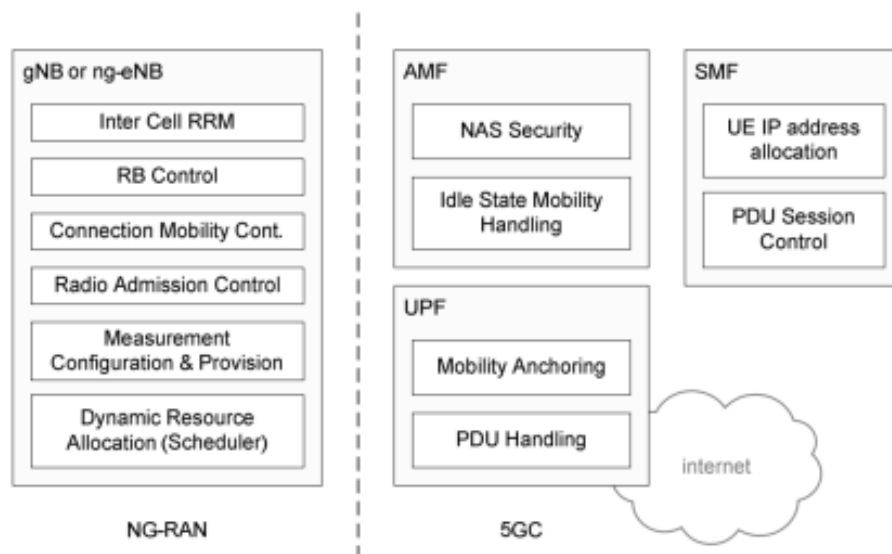 gNB or ng-eNB
Inter Cell RRM
RB Control
Connection Mobility Cont.
Radio Admission Control
Measurement
Configuration & Provision
Dynamic Resource
Allocation (Scheduler)
NG-RAN
AMF
NAS Security
Idle State Mobility
Handling
SMF
UE IP address
allocation
PDU Session
Control
UPF
Mobility Anchoring
PDU Handling
internet
5GC